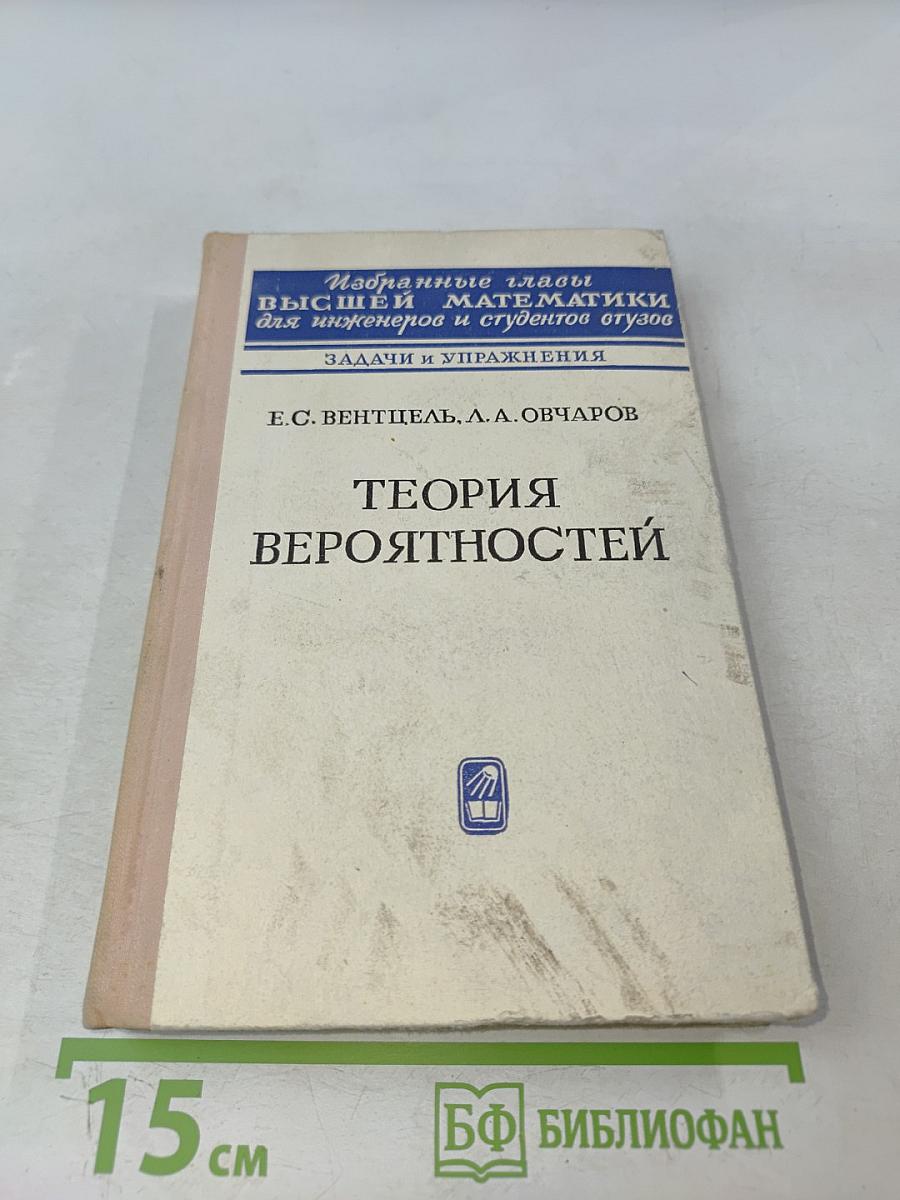 Избранные главы
ВЫСШЕЙ МАТЕМАТИКИ
для инженеров и студентов втузов
ЗАДАЧИ и УПРАЖНЕНИЯ
Е.С. ВЕНТЦЕЛЬ, Л.А. ОВЧАРОВ
ТЕОРИЯ
ВЕРОЯТНОСТЕЙ
15 см
БФ БИБЛИОФАН